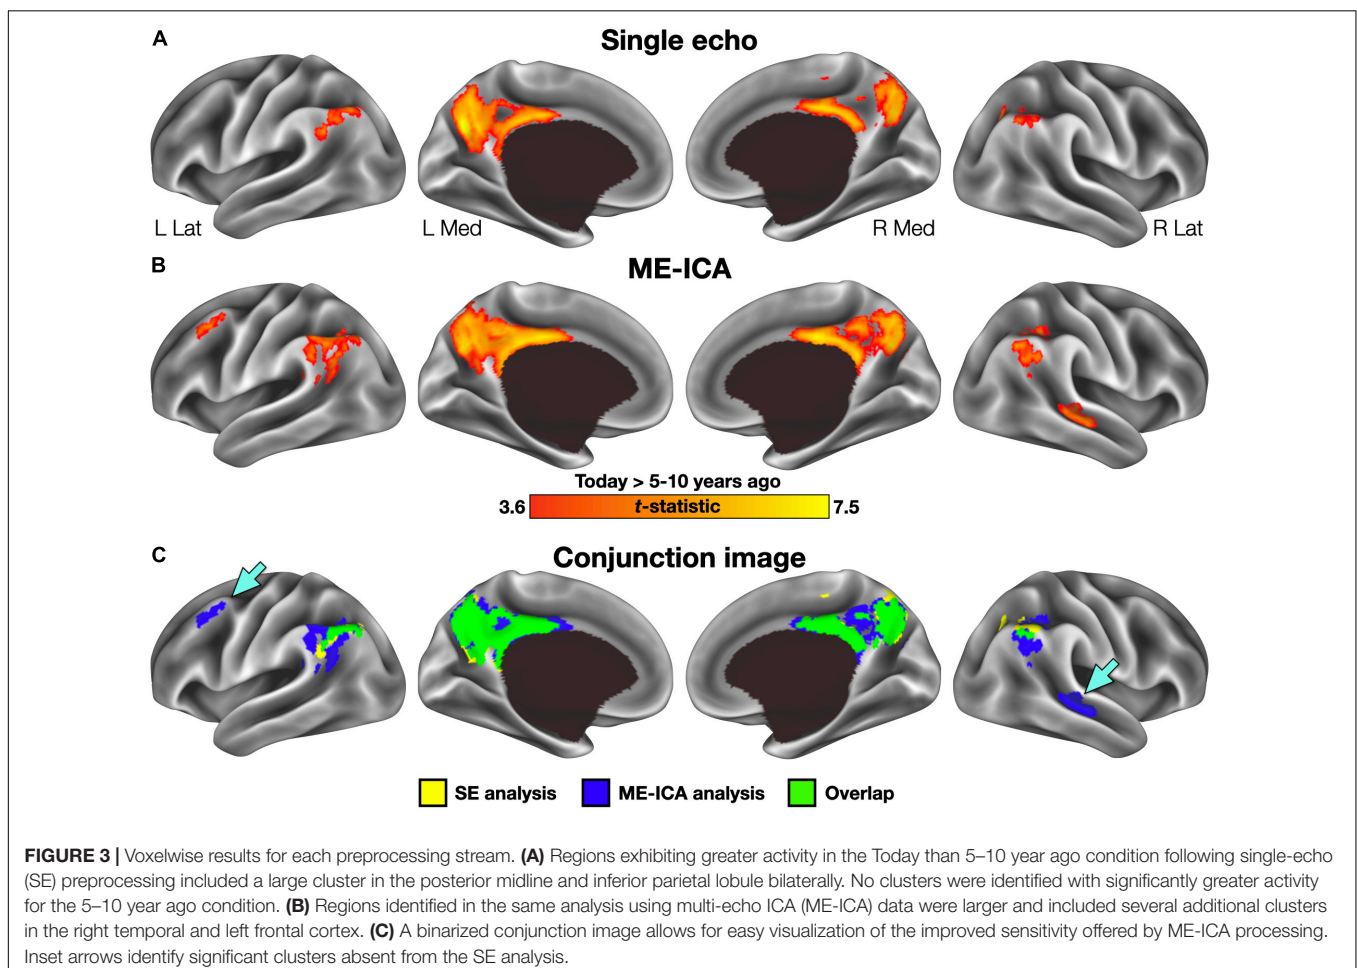 A
Single echo
L Lat
L Med
R Med
R Lat
B
ME-ICA
Today > 5-10 years ago
3.6
t-statistic
7.5
C
Conjunction image
SE analysis
ME-ICA analysis
Overlap
FIGURE 3 | Voxelwise results for each preprocessing stream. (A) Regions exhibiting greater activity in the Today than 5–10 year ago condition following single-echo
(SE) preprocessing included a large cluster in the posterior midline and inferior parietal lobule bilaterally. No clusters were identified with significantly greater activity
for the 5–10 year ago condition. (B) Regions identified in the same analysis using multi-echo ICA (ME-ICA) data were larger and included several additional clusters
in the right temporal and left frontal cortex. (C) A binarized conjunction image allows for easy visualization of the improved sensitivity offered by ME-ICA processing.
Inset arrows identify significant clusters absent from the SE analysis.